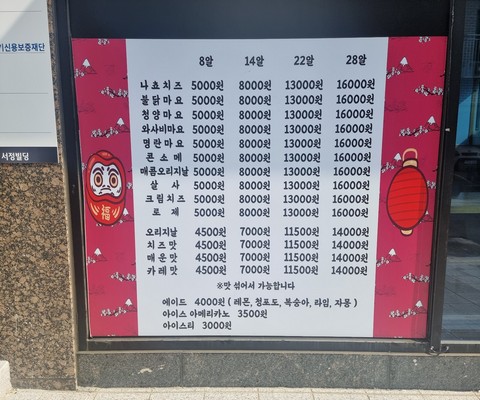 기신용보증재단
서정빌딩
8알 14알 22알 28알
나쵸치즈 5000원 8000원 13000원 16000원
불닭마요 5000원 8000원 13000원 16000원
청양마요 5000원 8000원 13000원 16000원
와사비마요 5000원 8000원 13000원 16000원
명란마요 5000원 8000원 13000원 16000원
콘소메 5000원 8000원 13000원 16000원
매콤오리지날 5000원 8000원 13000원 16000원
살사 5000원 8000원 13000원 16000원
크림치즈 5000원 8000원 13000원 16000원
로제 5000원 8000원 13000원 16000원
오리지날 4500원 7000원 11500원 14000원
치즈맛 4500원 7000원 11500원 14000원
매운맛 4500원 7000원 11500원 14000원
카레맛 4500원 7000원 11500원 14000원
※맛 섞어서 가능합니다
에이드 4000원 ( 레몬, 청포도, 복숭아, 라임, 자몽 )
아이스 아메리카노 3500원
아이스티 3000원
福